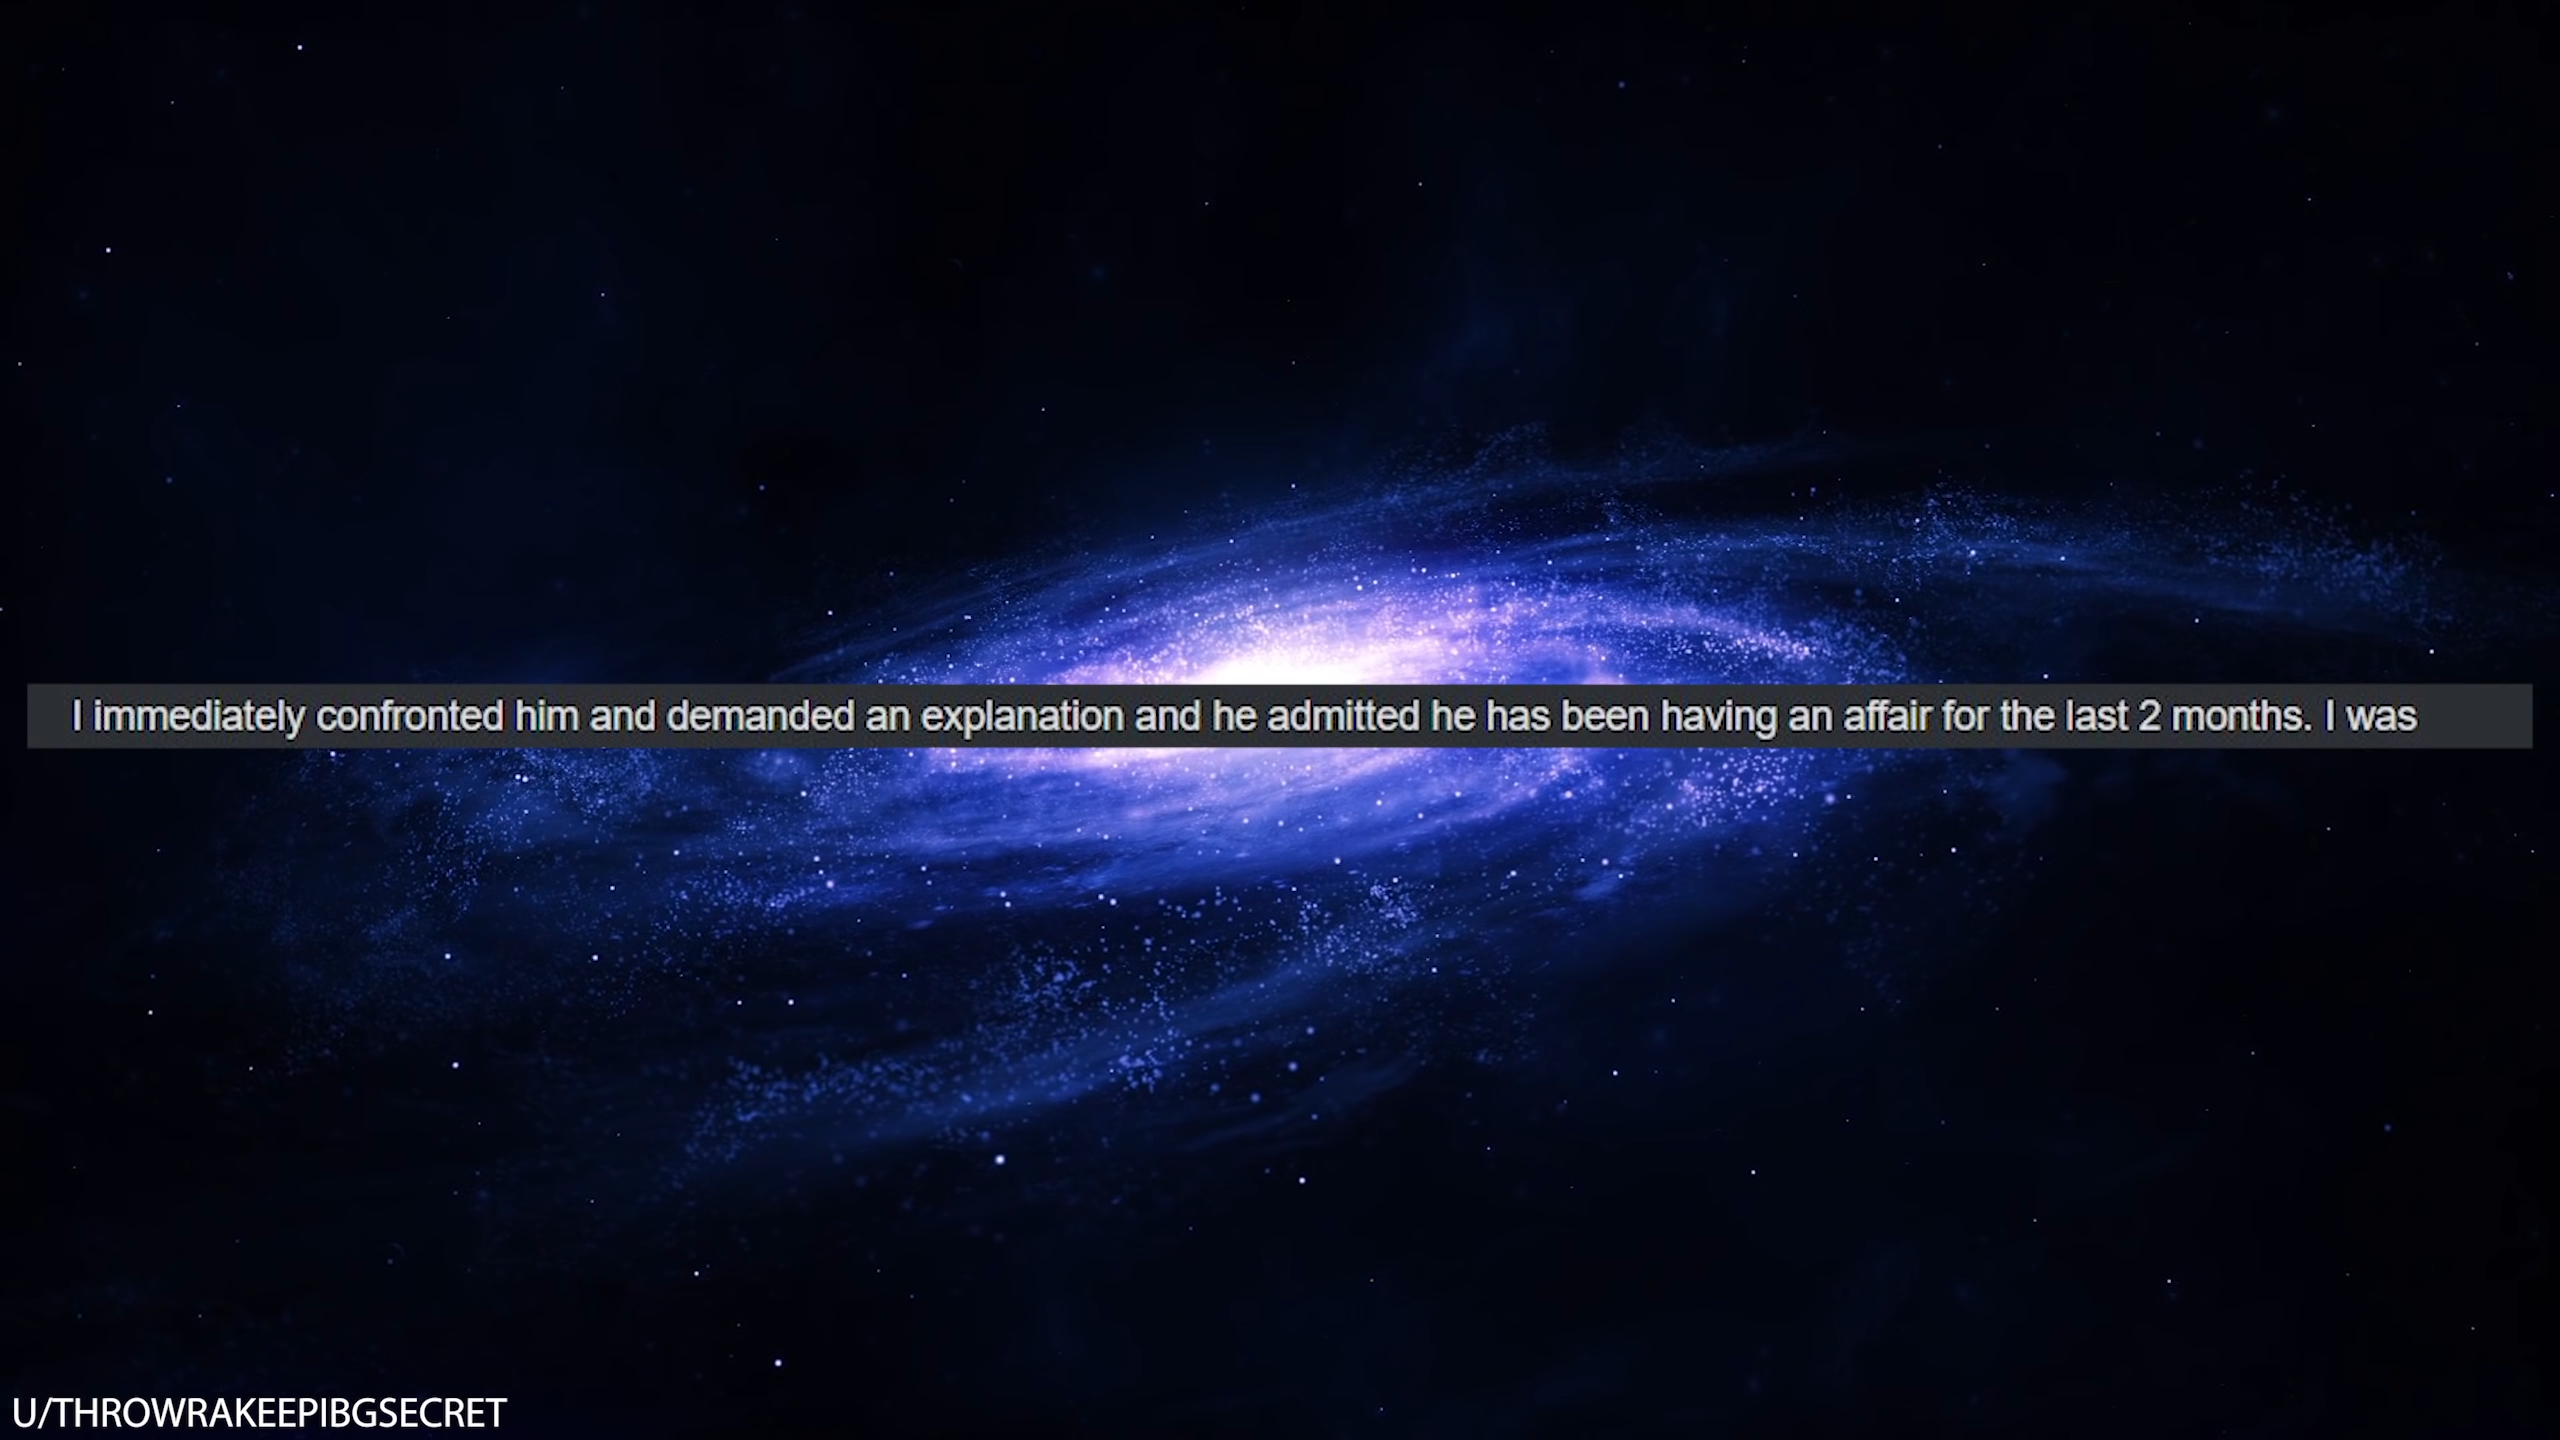 I immediately confronted him and demanded an explanation and he admitted he has been having an affair for the last 2 months. I was
U/THROWRAKEEPIBGSECRET